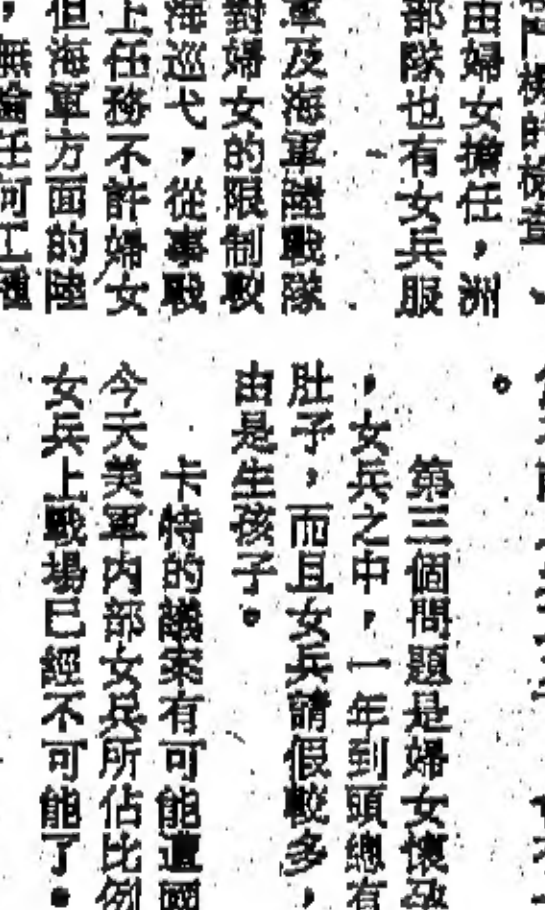 由婦女擔任，洲
部隊也有女兵服
軍及海軍陸戰隊
對婦女的限制較
海巡弋，從事戰
上任務不許婦女
但海軍方面的陸
，無論任何工種
。
第三個問題是婦女懷孕
，女兵之中，一年到頭總有
肚子，而且女兵請假較多，
由是生孩子。
卡特的議案有可能遭國
今天美軍内部女兵所佔比例
女兵上戰場已經不可能了。